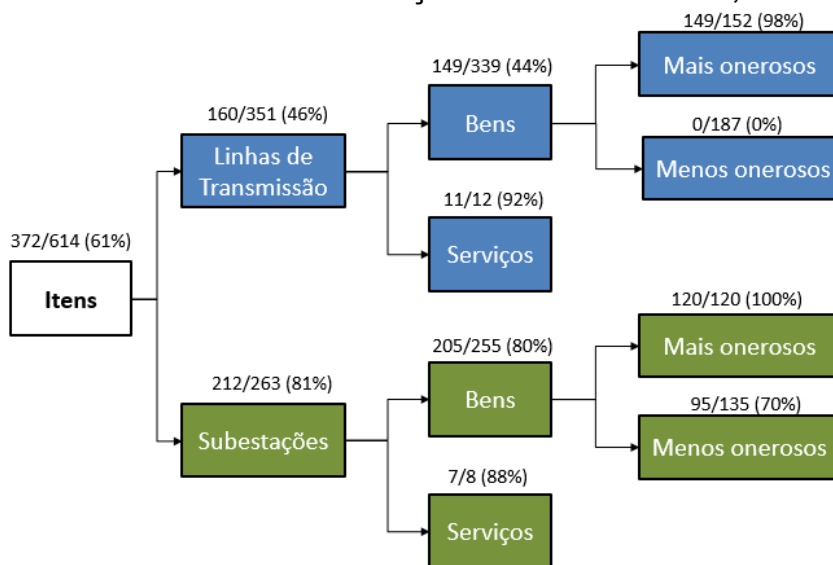 149/152 (98%)
Mais onerosos
149/339 (44%)
Bens
160/351 (46%)
Linhas de
Transmissão
0/187 (0%)
Menos onerosos
11/12 (92%)
Serviços
372/614 (61%)
Itens
120/120 (100%)
Mais onerosos
205/255 (80%)
Bens
212/263 (81%)
Subestações
95/135 (70%)
Menos onerosos
7/8 (88%)
Serviços